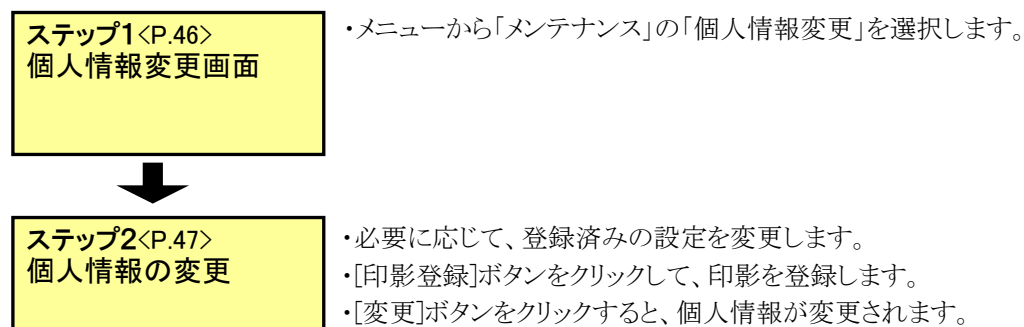 ステップ1<P.46>
個人情報変更画面
・メニューから「メンテナンス」の「個人情報変更」を選択します。
ステップ2<P.47>
個人情報の変更
・必要に応じて、登録済みの設定を変更します。
・[印影登録]ボタンをクリックして、印影を登録します。
・[変更]ボタンをクリックすると、個人情報が変更されます。